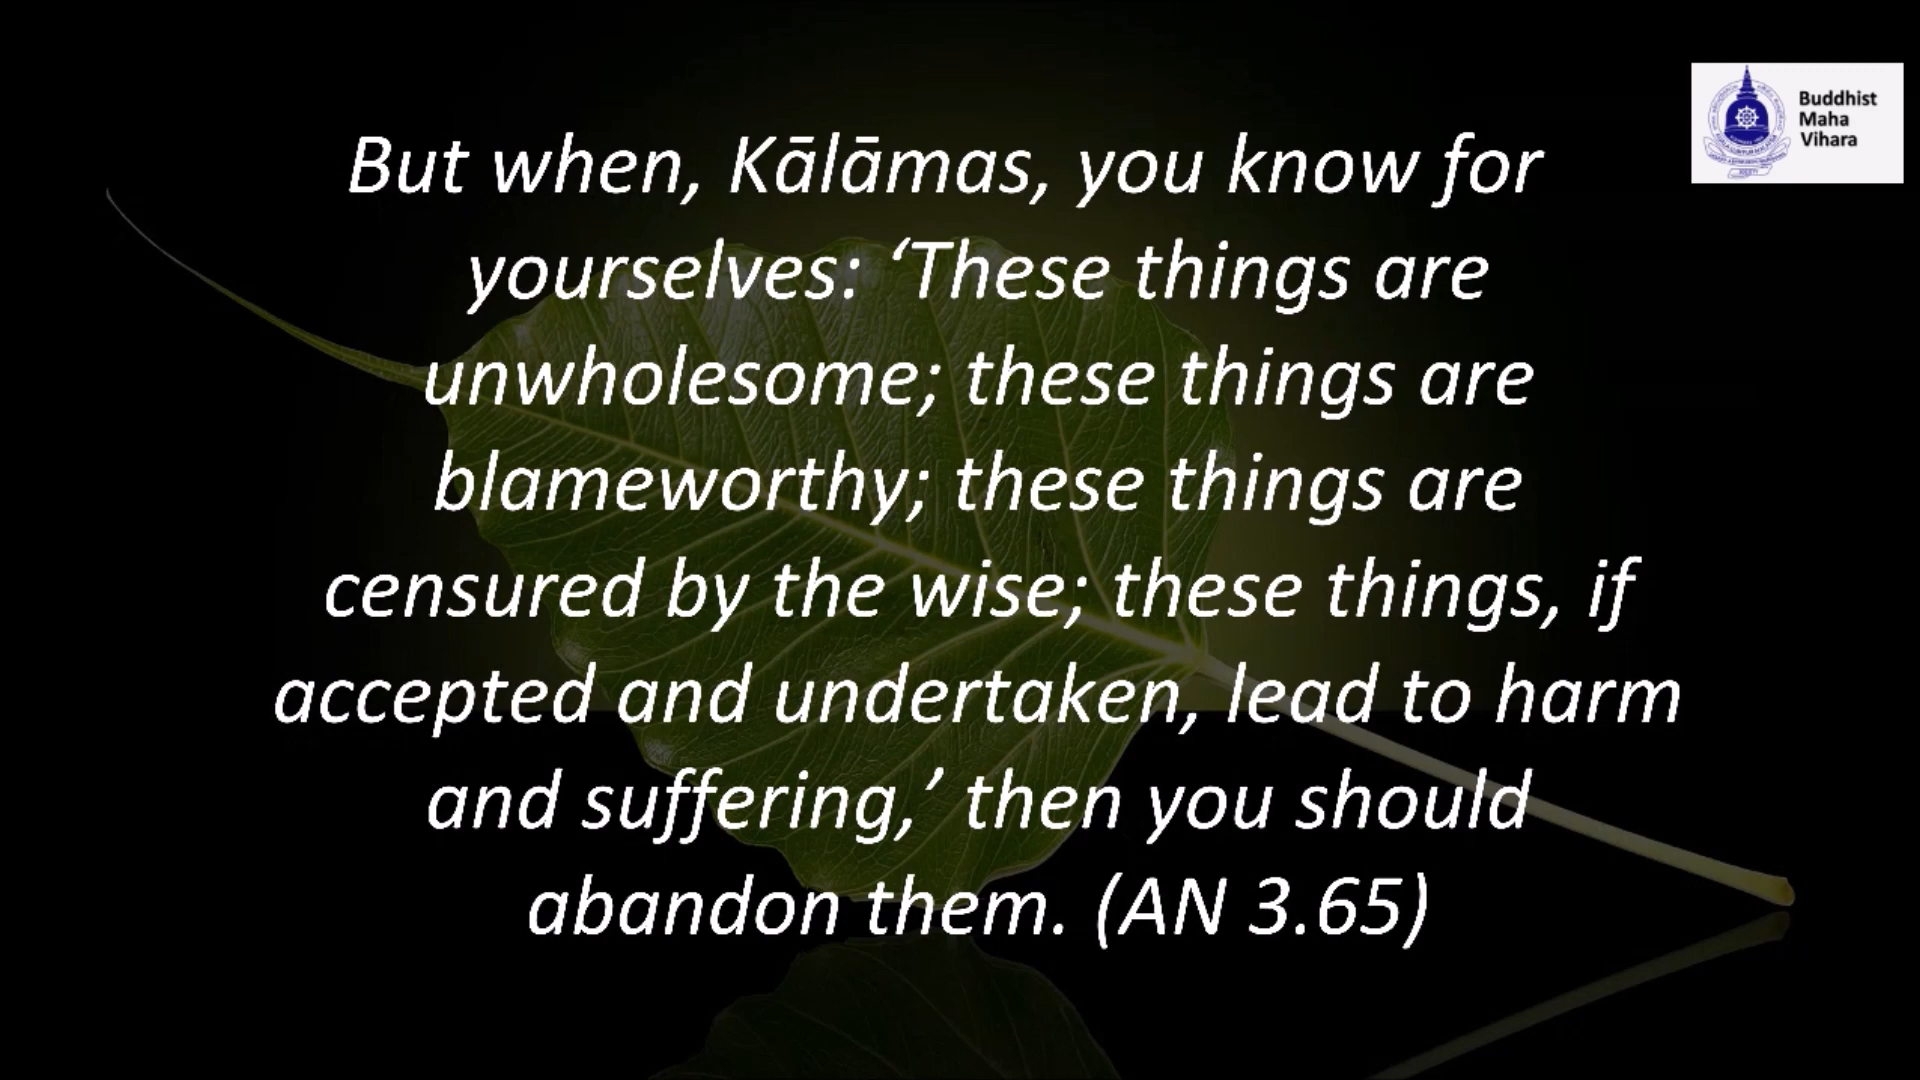 But when, Kālāmas, you know for
yourselves: ‘These things are
unwholesome; these things are
blameworthy; these things are
censured by the wise; these things, if
accepted and undertaken, lead to harm
and suffering,’ then you should
abandon them. (AN 3.65)
Buddhist
Maha
Vihara